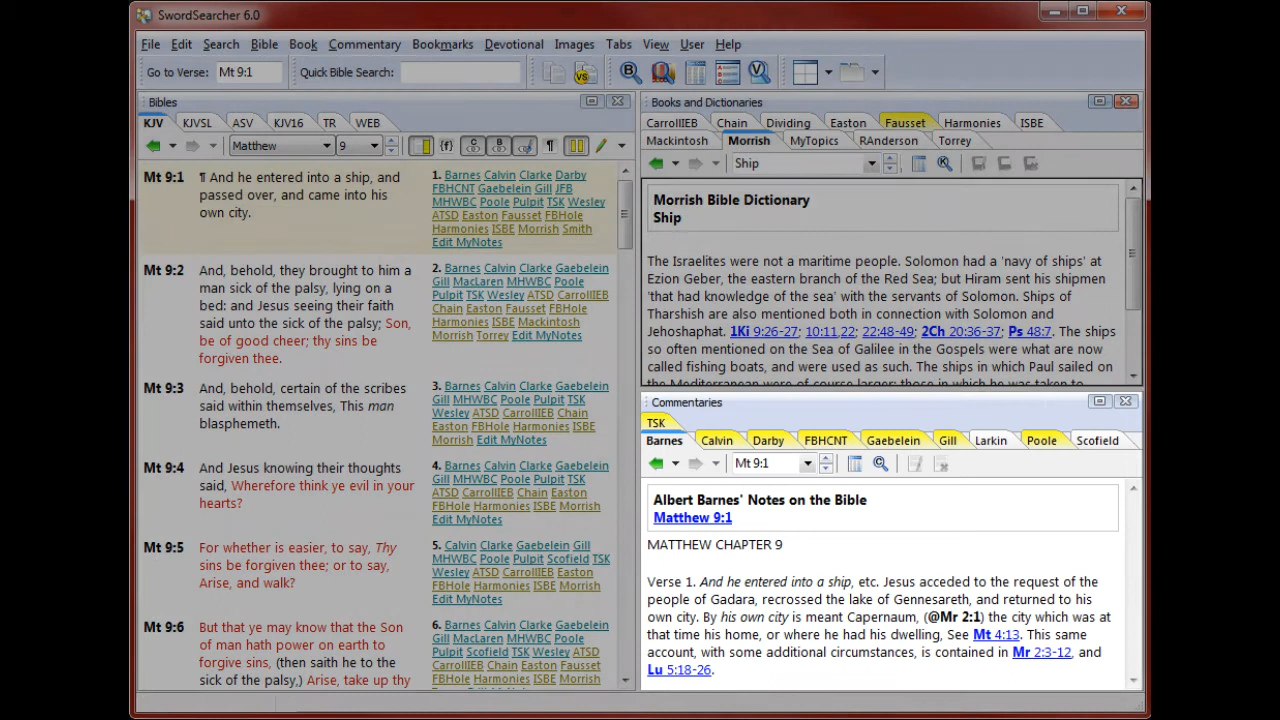 SwordSearcher 6.0
File Edit Search Bible Book Commentary Bookmarks Devotional Images Tabs View User Help
Go to Verse: Mt 9:1 Quick Bible Search:
Bibles
KJV KJVSL ASV KJV16 TR WEB
Matthew 9
Mt 9:1 ¶ And he entered into a ship, and
passed over, and came into his
own city.
1. Barnes Calvin Clarke Darby
FBHCNT Gaebelein Gill JFB
MHWBC Poole Pulpit TSK Wesley
ATSD Easton Fausset FBHole
Harmonies ISBE Morrish Smith
Edit MyNotes
Mt 9:2 And, behold, they brought to him a
man sick of the palsy, lying on a
bed: and Jesus seeing their faith
said unto the sick of the palsy; Son,
be of good cheer; thy sins be
forgiven thee.
2. Barnes Calvin Clarke Gaebelein
Gill MacLaren MHWBC Poole
Pulpit TSK Wesley ATSD CarrollIEB
Chain Easton Fausset FBHole
Harmonies ISBE Mackintosh
Morrish Torrey Edit MyNotes
Mt 9:3 And, behold, certain of the scribes
said within themselves, This man
blasphemeth.
3. Barnes Calvin Clarke Gaebelein
Gill MHWBC Poole Pulpit TSK
Wesley ATSD CarrollIEB Chain
Easton FBHole Harmonies ISBE
Morrish Edit MyNotes
Mt 9:4 And Jesus knowing their thoughts
said, Wherefore think ye evil in your
hearts?
4. Barnes Calvin Clarke Gaebelein
Gill MHWBC Poole Pulpit TSK
ATSD CarrollIEB Chain Easton
FBHole Harmonies ISBE Morrish
Edit MyNotes
Mt 9:5 For whether is easier, to say, Thy
sins be forgiven thee; or to say,
Arise, and walk?
5. Calvin Clarke Gaebelein Gill
MHWBC Poole Pulpit Scofield TSK
Wesley ATSD CarrollIEB Easton
FBHole Harmonies ISBE Morrish
Edit MyNotes
Mt 9:6 But that ye may know that the Son
of man hath power on earth to
forgive sins, (then saith he to the
sick of the palsy,) Arise, take up thy
6. Barnes Calvin Clarke Gaebelein
Gill MacLaren MHWBC Poole
Pulpit Scofield TSK Wesley ATSD
CarrollIEB Chain Easton Fausset
FBHole Harmonies ISBE Morrish
Books and Dictionaries
CarrollIEB Chain Dividing Easton Fausset Harmonies ISBE
Mackintosh Morrish MyTopics RAnderson Torrey
Ship
Morrish Bible Dictionary
Ship
The Israelites were not a maritime people. Solomon had a 'navy of ships' at
Ezion Geber, the eastern branch of the Red Sea; but Hiram sent his shipmen
'that had knowledge of the sea' with the servants of Solomon. Ships of
Tharshish are also mentioned both in connection with Solomon and
Jehoshaphat. 1Ki 9:26-27; 10:11,22; 22:48-49; 2Ch 20:36-37; Ps 48:7. The ships
so often mentioned on the Sea of Galilee in the Gospels were what are now
called fishing boats, and were used as such. The ships in which Paul sailed on
the Mediterranean were of course larger: those in which he was taken to
Commentaries
TSK
Barnes Calvin Darby FBHCNT Gaebelein Gill Larkin Poole Scofield
Mt 9:1
Albert Barnes' Notes on the Bible
Matthew 9:1
MATTHEW CHAPTER 9
Verse 1. And he entered into a ship, etc. Jesus acceded to the request of the
people of Gadara, recrossed the lake of Gennesareth, and returned to his
own city. By his own city is meant Capernaum, (@Mr 2:1) the city which was at
that time his home, or where he had his dwelling, See Mt 4:13. This same
account, with some additional circumstances, is contained in Mr 2:3-12, and
Lu 5:18-26.